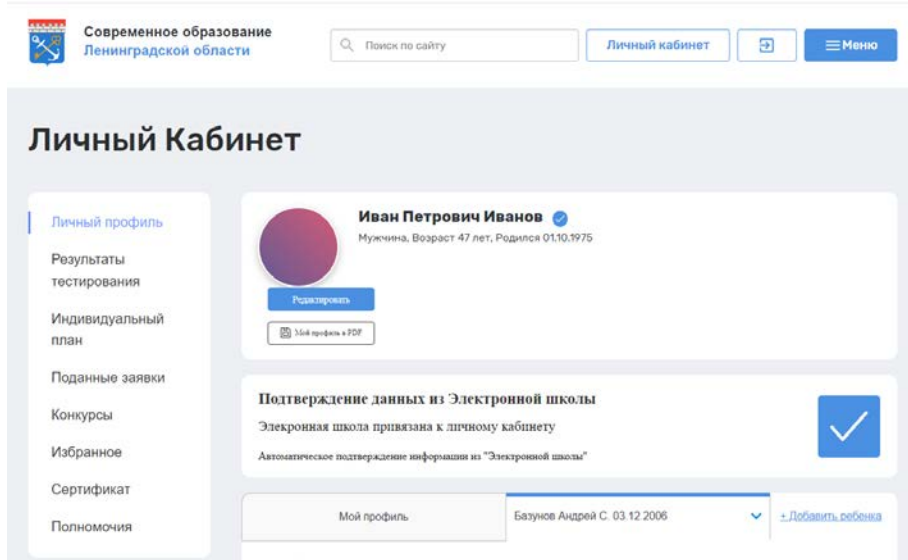 Современное образование
Ленинградской области
Поиск по сайту
Личный кабинет
Меню
Личный Кабинет
Личный профиль
Результаты
тестирования
Индивидуальный
план
Поданные заявки
Конкурсы
Избранное
Сертификат
Полномочия
Иван Петрович Иванов
Мужчина, Возраст 47 лет, Родился 01.10.1975
Редактировать
Мой профиль в PDF
Подтверждение данных из Электронной школы
Элекронная школа привязана к личному кабинету
Автоматическое подтверждение информации из "Электронной школы"
Мой профиль
Базунов Андрей С. 03.12.2006
+ Добавить ребенка